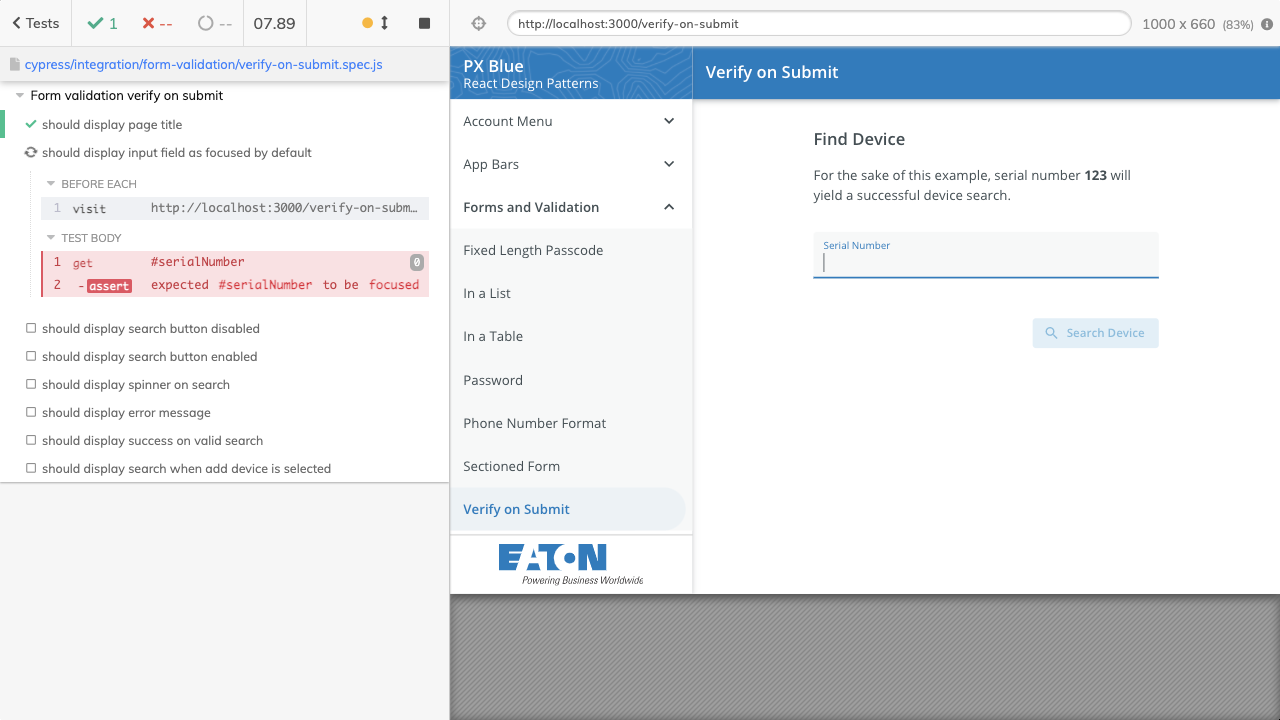 Tests
1
--
--
07.89
http://localhost:3000/verify-on-submit
1000 x 660 (83%)
cypress/integration/form-validation/verify-on-submit.spec.js
Form validation verify on submit
should display page title
should display input field as focused by default
BEFORE EACH
1 visit http://localhost:3000/verify-on-subm…
TEST BODY
1 get #serialNumber 0
2 -assert expected #serialNumber to be focused
should display search button disabled
should display search button enabled
should display spinner on search
should display error message
should display success on valid search
should display search when add device is selected
PX Blue
React Design Patterns
Account Menu
App Bars
Forms and Validation
Fixed Length Passcode
In a List
In a Table
Password
Phone Number Format
Sectioned Form
Verify on Submit
EATON
Powering Business Worldwide
Verify on Submit
Find Device
For the sake of this example, serial number 123 will
yield a successful device search.
Serial Number
Search Device